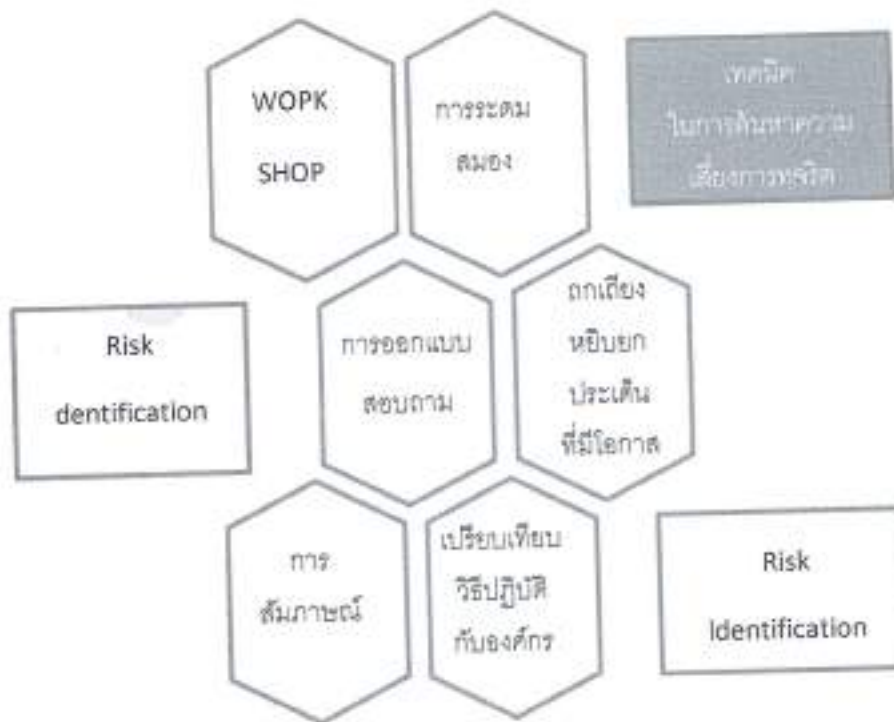 WOPK
SHOP
การระดม
สมอง
เทคนิค
ในการค้นหาความ
เสี่ยงการทุจริต
Risk
dentification
การออกแบบ
สอบถาม
ถกเถียง
หยิบยก
ประเด็น
ที่มีโอกาส
การ
สัมภาษณ์
เปรียบเทียบ
วิธีปฏิบัติ
กับองค์กร
Risk
Identification